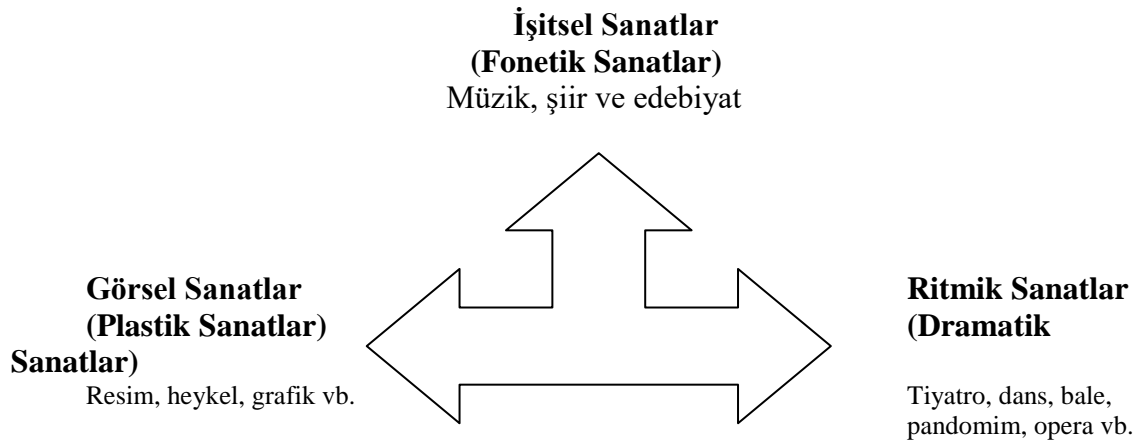 İşitsel Sanatlar
(Fonetik Sanatlar)
Müzik, şiir ve edebiyat
Görsel Sanatlar
(Plastik Sanatlar)
Sanatlar)
Resim, heykel, grafik vb.
Ritmik Sanatlar
(Dramatik
Tiyatro, dans, bale,
pandomim, opera vb.